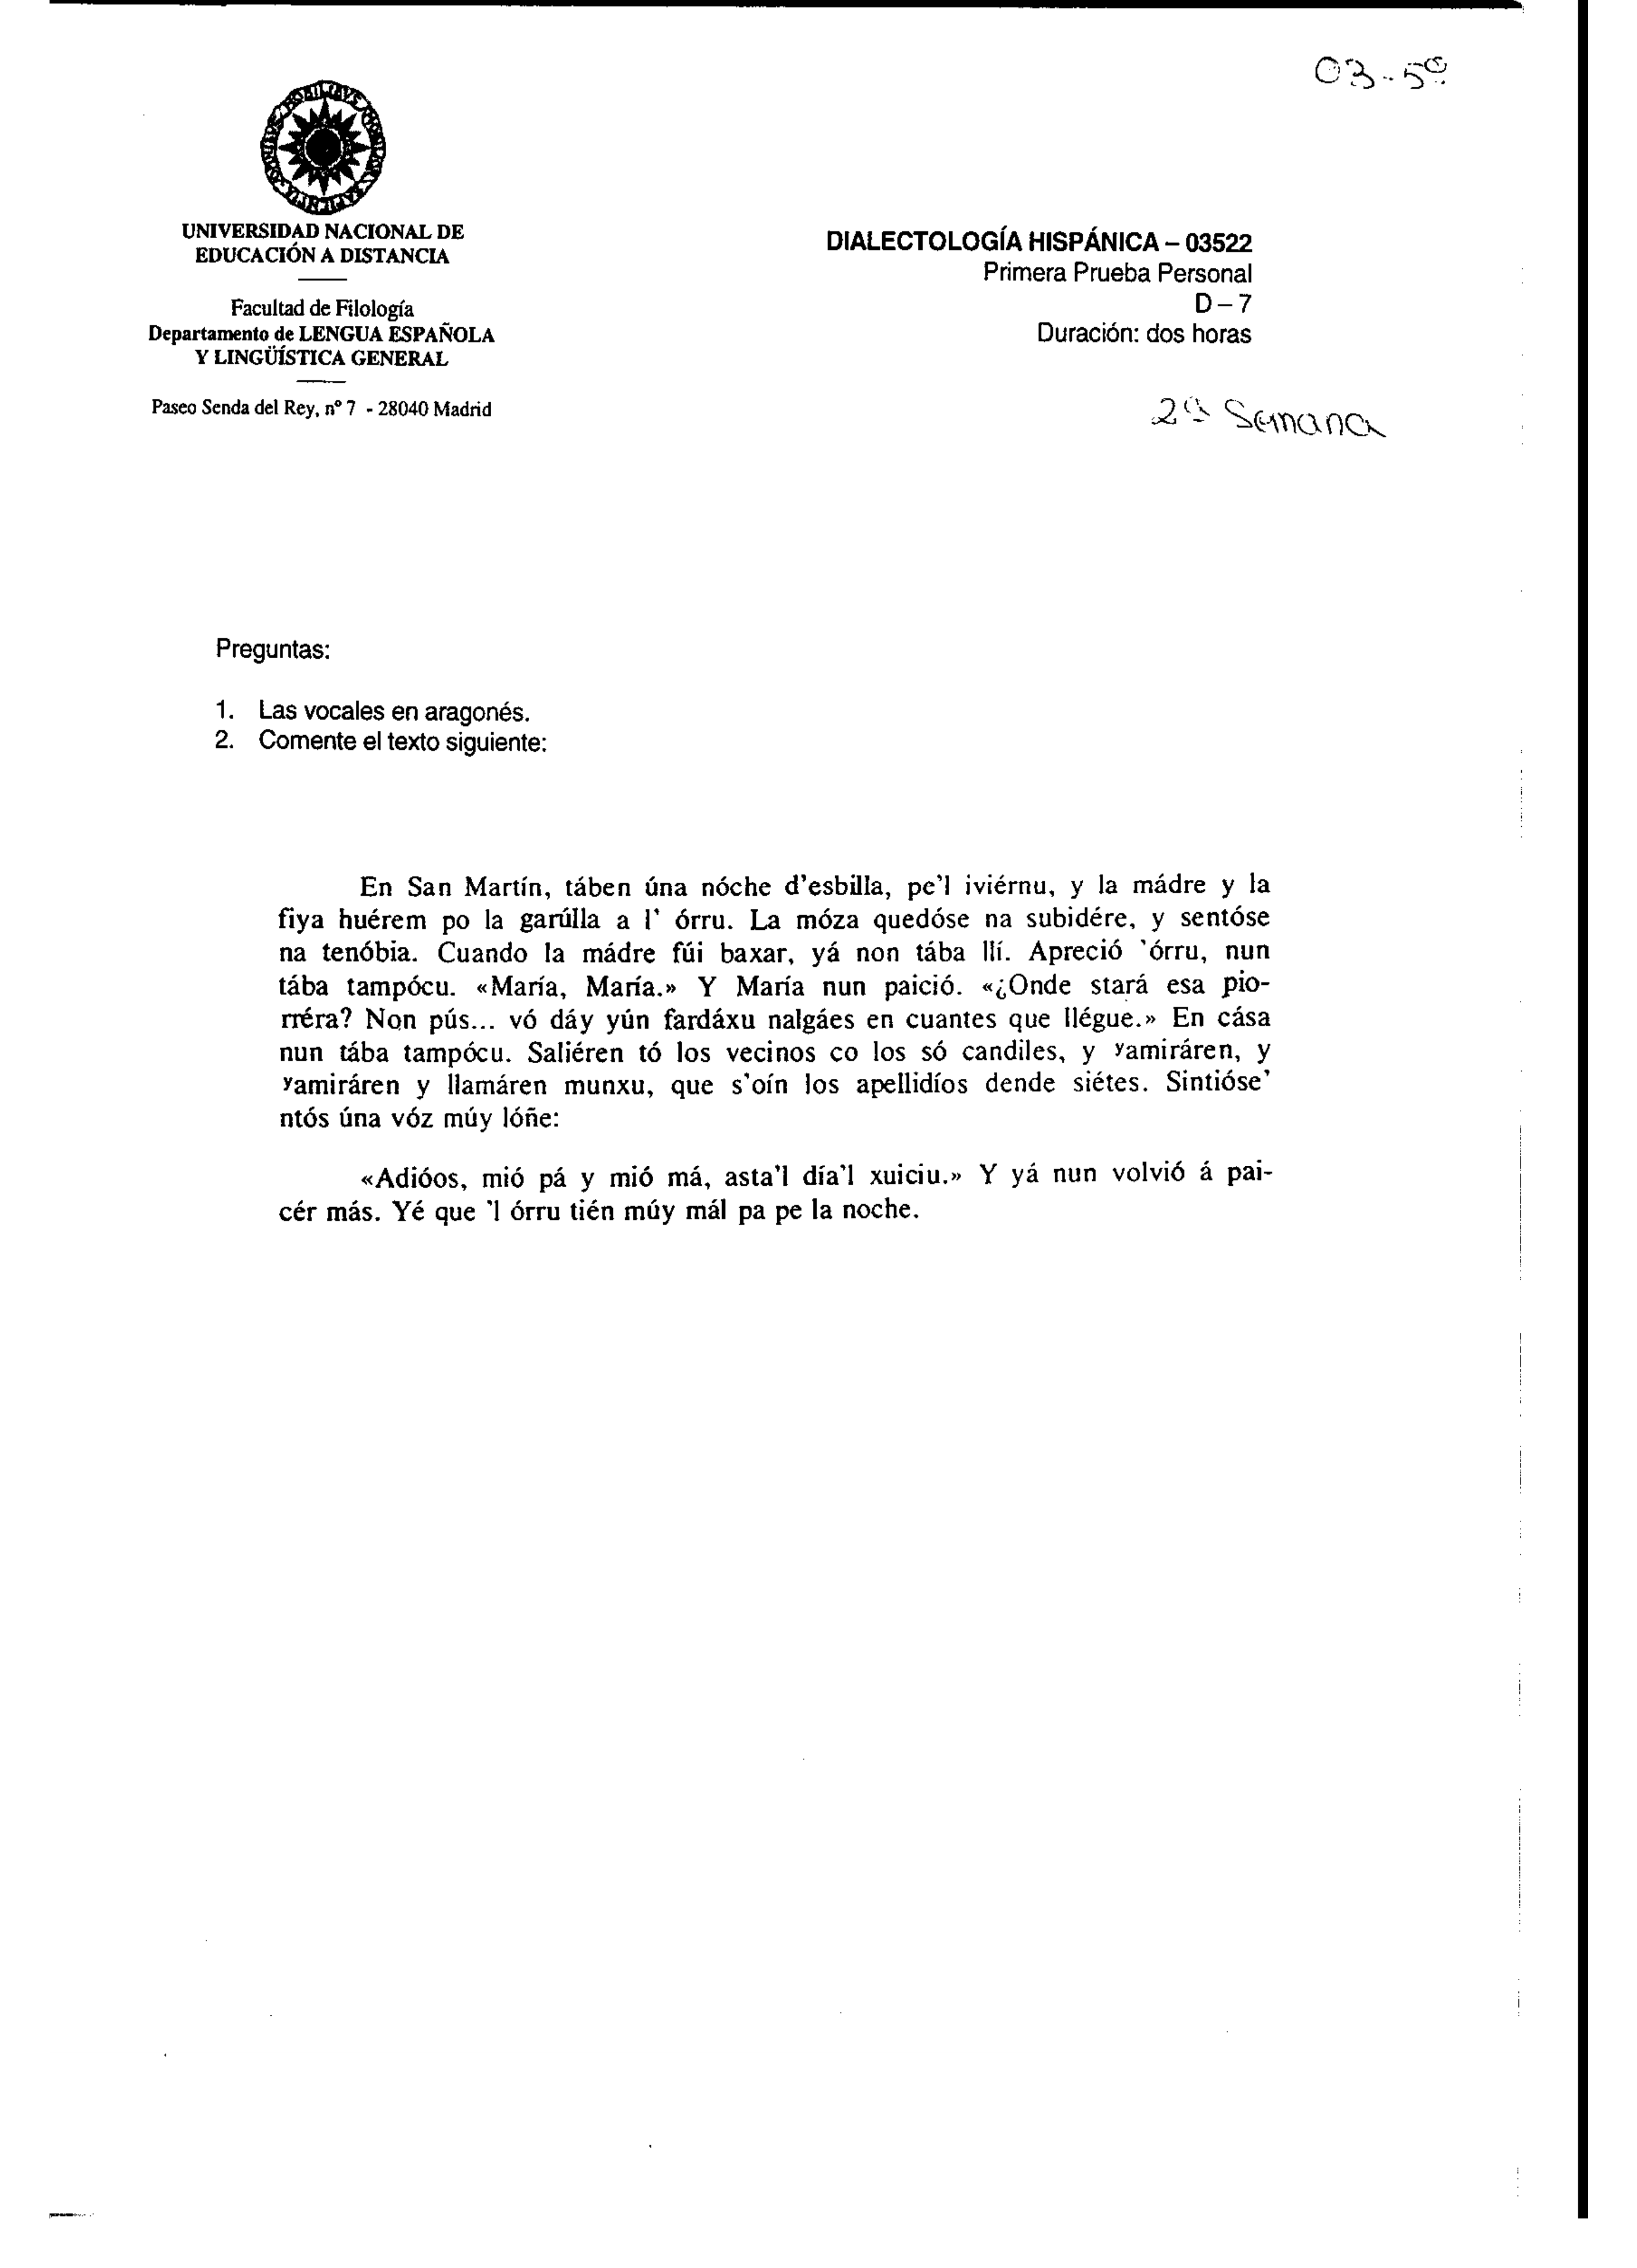 03-5º
UNIVERSIDAD NACIONAL DE
EDUCACIÓN A DISTANCIA
Facultad de Filología
Departamento de LENGUA ESPAÑOLA
Y LINGÜÍSTICA GENERAL
Paseo Senda del Rey, nº 7 - 28040 Madrid
DIALECTOLOGÍA HISPÁNICA – 03522
Primera Prueba Personal
D – 7
Duración: dos horas
2ª Semana
Preguntas:
1. Las vocales en aragonés.
2. Comente el texto siguiente:
En San Martín, táben úna nóche d'esbilla, pe'l iviérnu, y la mádre y la
fiya huérem po la garúlla a l' órru. La móza quedóse na subidére, y sentóse
na tenóbia. Cuando la mádre fúi baxar, yá non tába llí. Apreció 'órru, nun
tába tampócu. «María, María.» Y María nun paició. «¿Onde stará esa pio-
rréra? Non pús... vó dáy yún fardáxu nalgáes en cuantes que llégue.» En cása
nun tába tampócu. Saliéren tó los vecinos co los só candiles, y yamiráren, y
yamiráren y llamáren munxu, que s'oín los apellidíos dende siétes. Sintióse'
ntós úna vóz múy lóñe:
«Adióos, mió pá y mió má, asta'l día'l xuiciu.» Y yá nun volvió á pai-
cér más. Yé que 'l órru tién múy mál pa pe la noche.